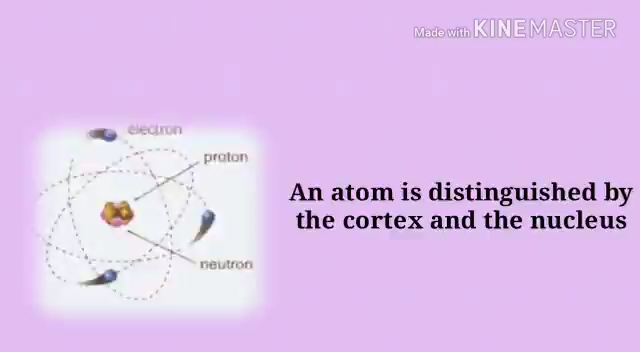 Made with KINEMASTER
electron
proton
An atom is distinguished by
the cortex and the nucleus
neutron